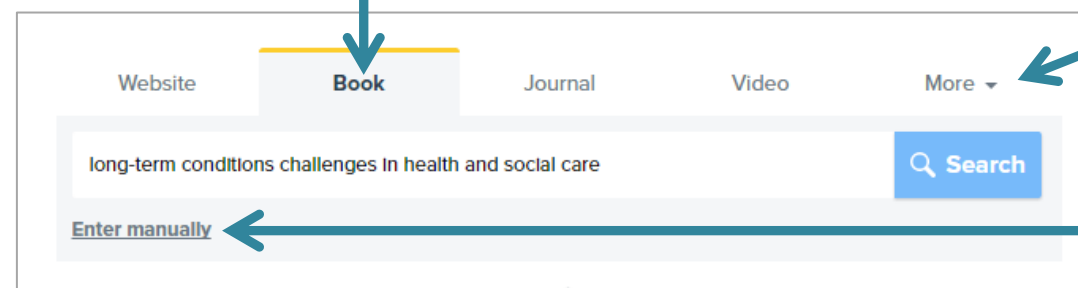 Website Book Journal Video More
long-term conditions challenges in health and social care Search
Enter manually